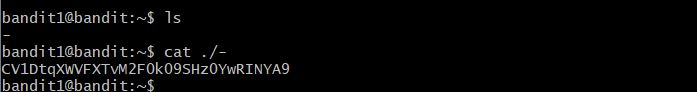 bandit1@bandit:~$ ls
-
bandit1@bandit:~$ cat ./-
CV1DtqXWVFXTvM2F0k09SHz0YwRINYA9
bandit1@bandit:~$